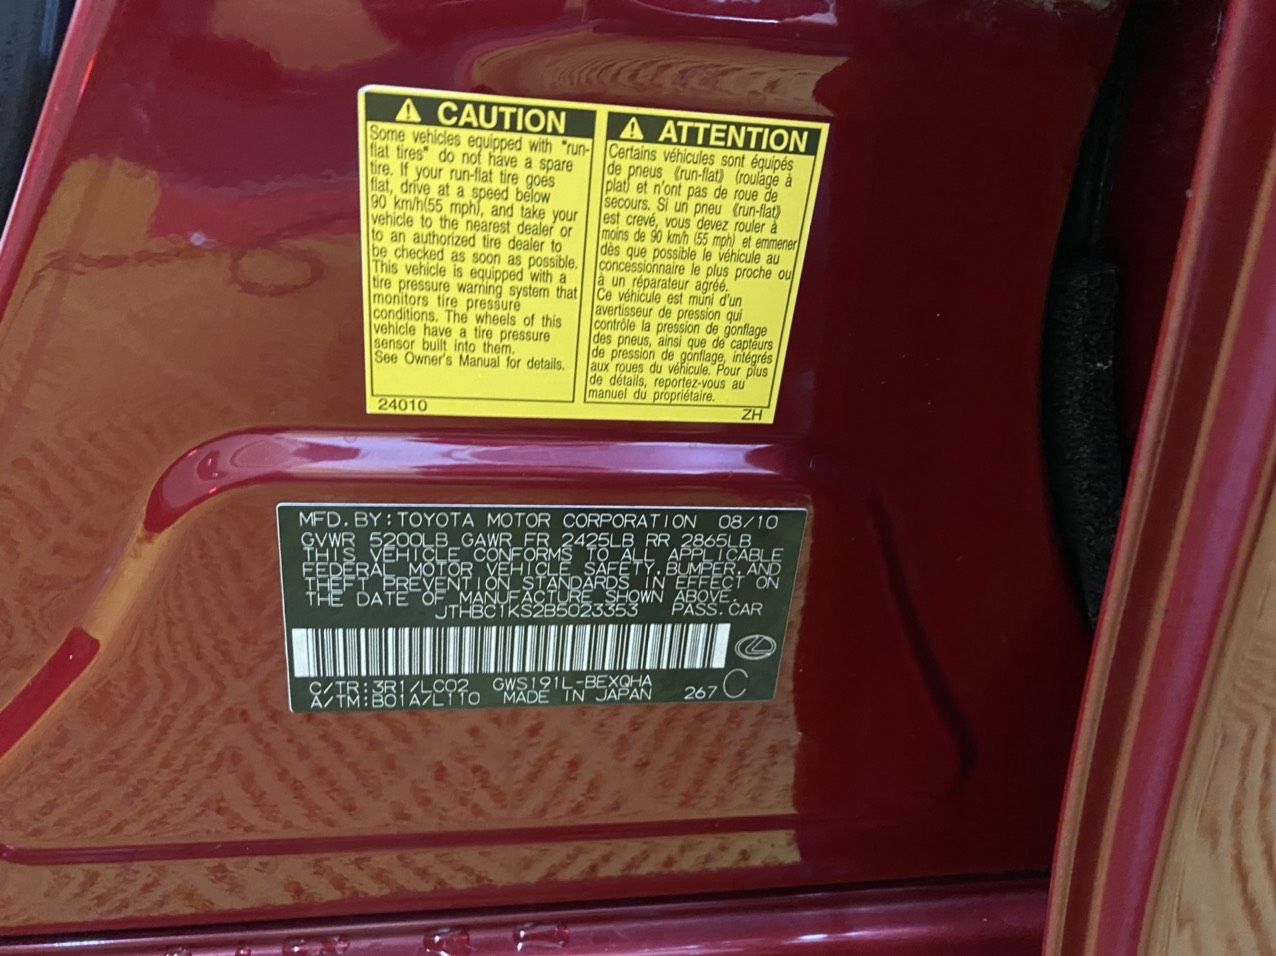 CAUTION
Some vehicles equipped with "run-
flat tires" do not have a spare
tire. If your run-flat tire goes
flat, drive at a speed below
90 km/h(55 mph), and take your
vehicle to the nearest dealer or
to an authorized tire dealer to
be checked as soon as possible.
This vehicle is equipped with a
tire pressure warning system that
monitors tire pressure
conditions. The wheels of this
vehicle have a tire pressure
sensor built into them.
See Owner's Manual for details.
24010
ATTENTION
Certains véhicules sont équipés
de pneus ⟪run-flat⟫ (roulage à
plat) et n'ont pas de roue de
secours. Si un pneu ⟪run-flat⟫
est crevé, vous devez rouler à
moins de 90 km/h (55 mph) et emmener
dès que possible le véhicule au
concessionnaire le plus proche ou
à un réparateur agréé.
Ce véhicule est muni d'un
avertisseur de pression qui
contrôle la pression de gonflage
des pneus, ainsi que de capteurs
de pression de gonflage, intégrés
aux roues du véhicule. Pour plus
de détails, reportez-vous au
manuel du propriétaire.
ZH
MFD.BY:TOYOTA MOTOR CORPORATION 08/10
GVWR 5200LB GAWR FR 2425LB RR 2865LB
THIS VEHICLE CONFORMS TO ALL APPLICABLE
FEDERAL MOTOR VEHICLE SAFETY,BUMPER,AND
THEFT PREVENTION STANDARDS IN EFFECT ON
THE DATE OF MANUFACTURE SHOWN ABOVE.
JTHBC1KS2B5023353 PASS.CAR
C/TR:3R1/LC02 GWS191L-BEXQHA
A/TM:B01A/L110 MADE IN JAPAN 267 C